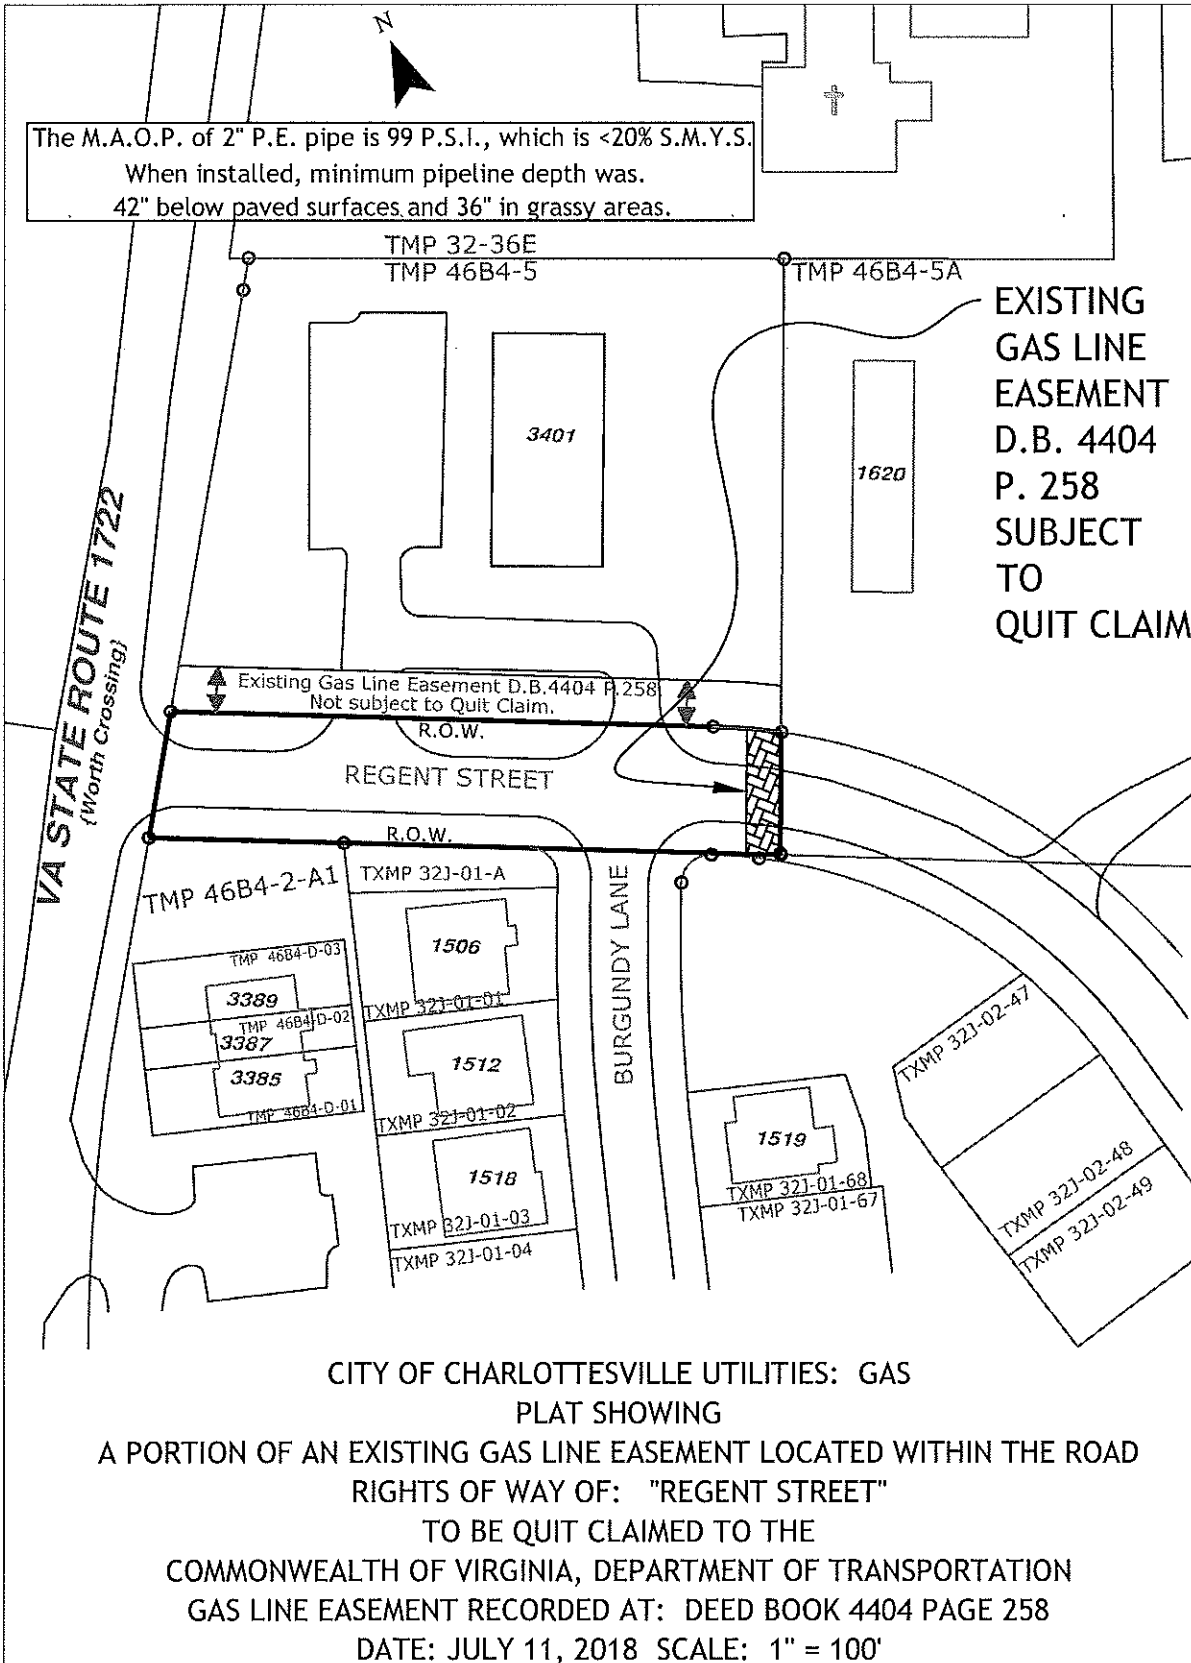 N
The M.A.O.P. of 2" P.E. pipe is 99 P.S.I., which is <20% S.M.Y.S.
When installed, minimum pipeline depth was.
42" below paved surfaces and 36" in grassy areas.
TMP 32-36E
TMP 46B4-5
TMP 46B4-5A
EXISTING
GAS LINE
EASEMENT
D.B. 4404
P. 258
SUBJECT
TO
QUIT CLAIM
3401
1620
VA STATE ROUTE 1722
{Worth Crossing}
Existing Gas Line Easement D.B.4404 P.258
Not subject to Quit Claim.
R.O.W.
REGENT STREET
R.O.W.
TMP 46B4-2-A1
TXMP 32J-01-A
BURGUNDY LANE
1506
TMP 46B4-D-03
3389
TXMP 32J-01-01
TMP 46B4-D-02
3387
1512
3385
TMP 46B4-D-01
TXMP 32J-01-02
TXMP 32J-02-47
1519
1518
TXMP 32J-01-68
TXMP 32J-01-67
TXMP 32J-02-48
TXMP 32J-02-49
TXMP 32J-01-03
TXMP 32J-01-04
CITY OF CHARLOTTESVILLE UTILITIES: GAS
PLAT SHOWING
A PORTION OF AN EXISTING GAS LINE EASEMENT LOCATED WITHIN THE ROAD
RIGHTS OF WAY OF: "REGENT STREET"
TO BE QUIT CLAIMED TO THE
COMMONWEALTH OF VIRGINIA, DEPARTMENT OF TRANSPORTATION
GAS LINE EASEMENT RECORDED AT: DEED BOOK 4404 PAGE 258
DATE: JULY 11, 2018 SCALE: 1" = 100'